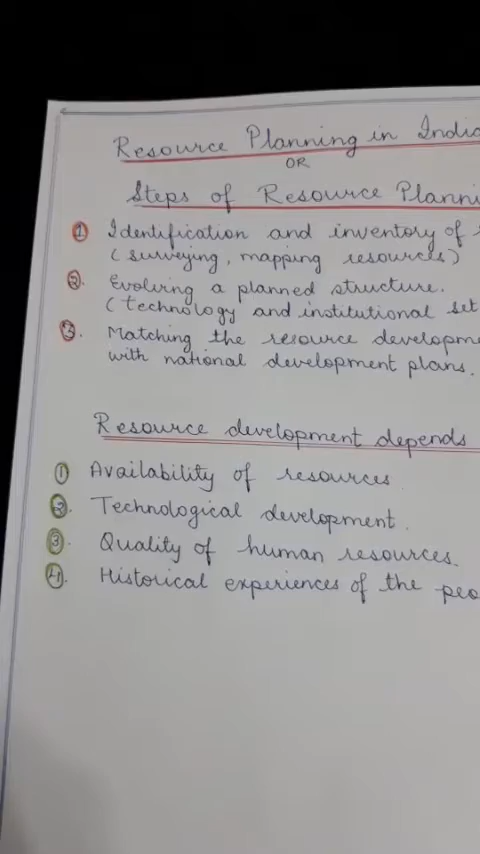 Resource Planning in India
OR
Steps of Resource Planni
① Identification and inventory of
(surveying, mapping resources)
②. Evolving a planned structure.
(technology and institutional set
③. Matching the resource developme
with national development plans.
Resource development depends
① Availability of resources
②. Technological development.
③. Quality of human resources.
④. Historical experiences of the peo